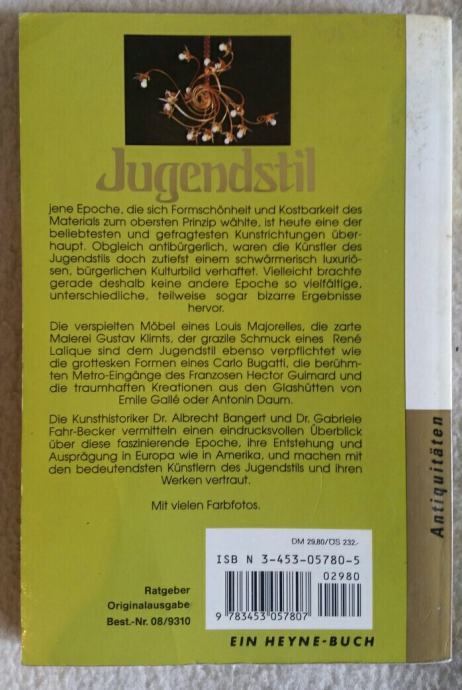 Jugendstil
jene Epoche, die sich Formschönheit und Kostbarkeit des
Materials zum obersten Prinzip wählte, ist heute eine der
beliebtesten und gefragtesten Kunstrichtungen über-
haupt. Obgleich antibürgerlich, waren die Künstler des
Jugendstils doch zutiefst einem schwärmerisch luxuriö-
sen, bürgerlichen Kulturbild verhaftet. Vielleicht brachte
gerade deshalb keine andere Epoche so vielfältige,
unterschiedliche, teilweise sogar bizarre Ergebnisse
hervor.
Die verspielten Möbel eines Louis Majorelles, die zarte
Malerei Gustav Klimts, der grazile Schmuck eines René
Lalique sind dem Jugendstil ebenso verpflichtet wie
die grottesken Formen eines Carlo Bugatti, die berühm-
ten Metro-Eingänge des Franzosen Hector Guimard und
die traumhaften Kreationen aus den Glashütten von
Emile Gallé oder Antonin Daum.
Die Kunsthistoriker Dr. Albrecht Bangert und Dr. Gabriele
Fahr-Becker vermitteln einen eindrucksvollen Überblick
über diese faszinierende Epoche, ihre Entstehung und
Ausprägung in Europa wie in Amerika, und machen mit
den bedeutendsten Künstlern des Jugendstils und ihren
Werken vertraut.
Mit vielen Farbfotos.
Antiquitäten
DM 29,80/ÖS 232,-
ISBN 3-453-05780-5
02980
9 783453 057807
Ratgeber
Originalausgabe
Best.-Nr. 08/9310
EIN HEYNE-BUCH